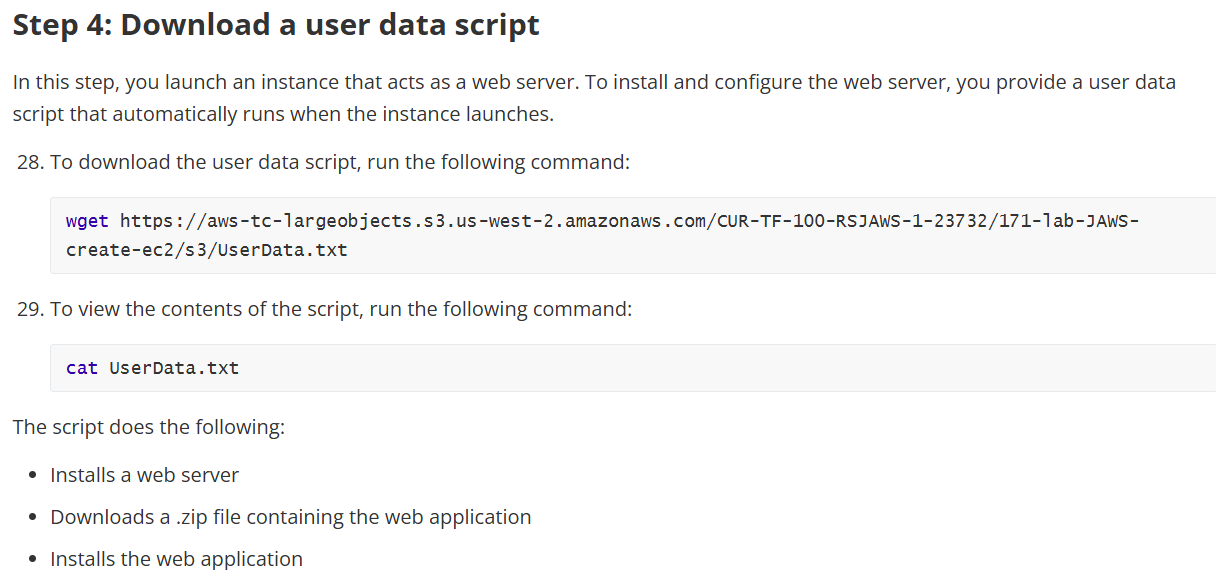 Step 4: Download a user data script
In this step, you launch an instance that acts as a web server. To install and configure the web server, you provide a user data
script that automatically runs when the instance launches.
28. To download the user data script, run the following command:
wget https://aws-tc-largeobjects.s3.us-west-2.amazonaws.com/CUR-TF-100-RSJAWS-1-23732/171-lab-JAWS-
create-ec2/s3/UserData.txt
29. To view the contents of the script, run the following command:
cat UserData.txt
The script does the following:
• Installs a web server
• Downloads a .zip file containing the web application
• Installs the web application